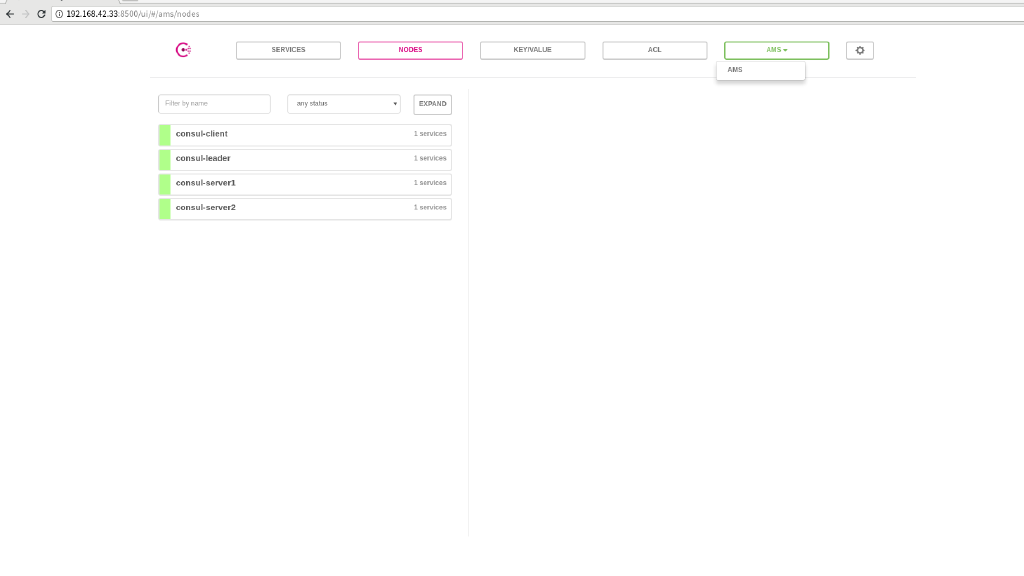 192.168.42.33:8500/ui/#/ams/nodes
SERVICES NODES KEY/VALUE ACL AMS
AMS
Filter by name any status EXPAND
consul-client 1 services
consul-leader 1 services
consul-server1 1 services
consul-server2 1 services